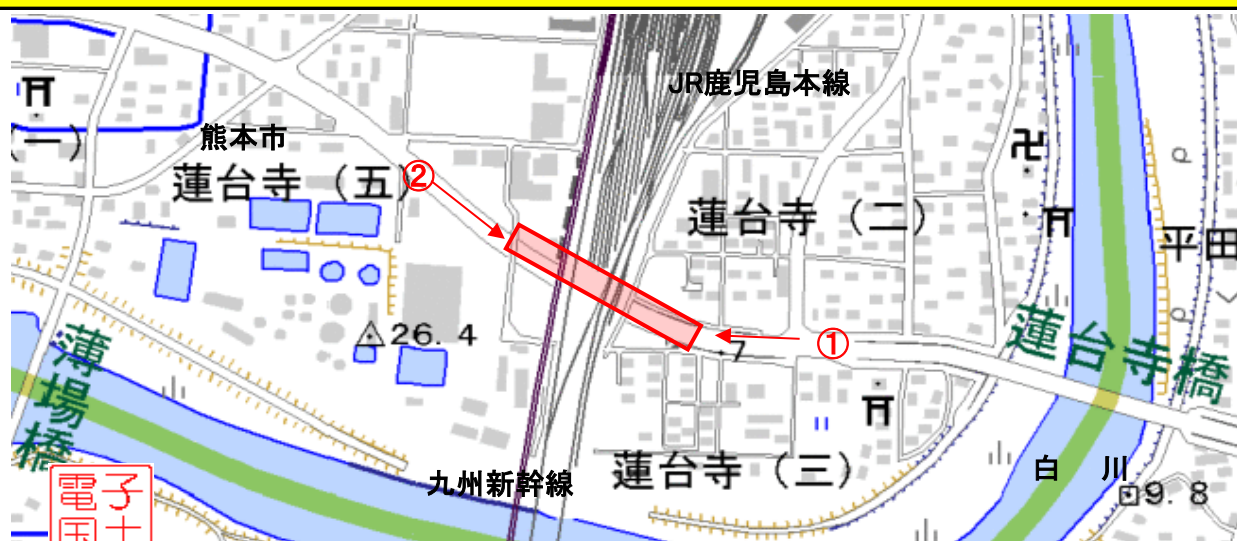 JR鹿児島本線
熊本市
(一)
蓮台寺(五)
②
蓮台寺(二)
平田
26.4
7
①
蓮台寺橋
薄場橋
九州新幹線
蓮台寺(三)
白川
9.8
電子
国土